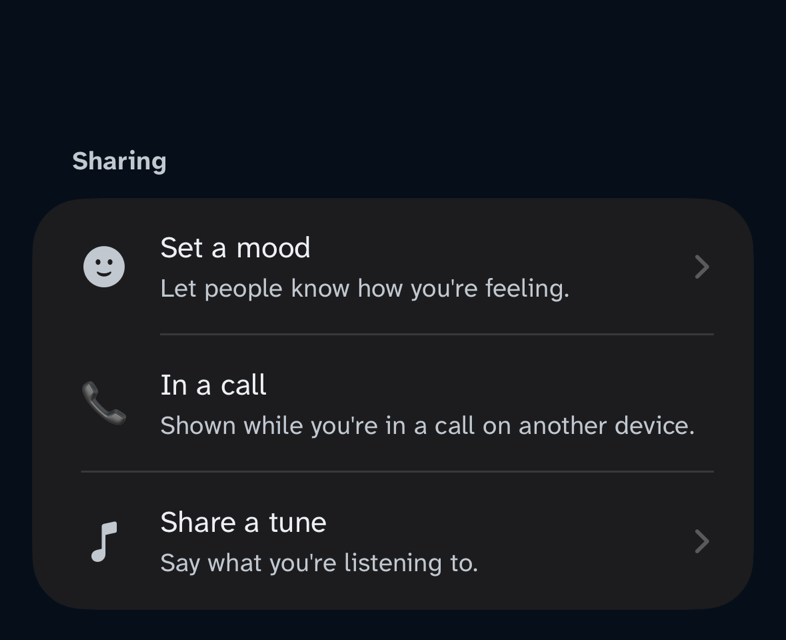 Sharing
Set a mood
Let people know how you're feeling.
In a call
Shown while you're in a call on another device.
Share a tune
Say what you're listening to.